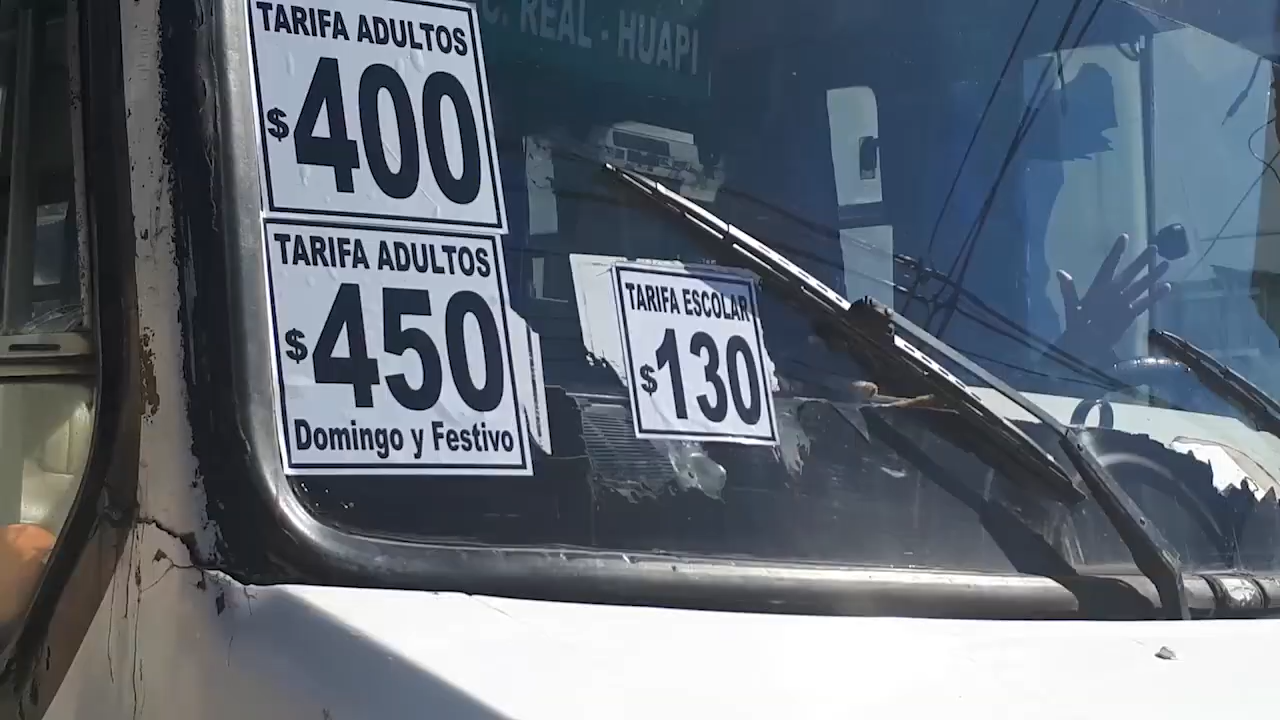 TARIFA ADULTOS
$400
C. REAL - HUAPI
TARIFA ADULTOS
$450
Domingo y Festivo
TARIFA ESCOLAR
$130